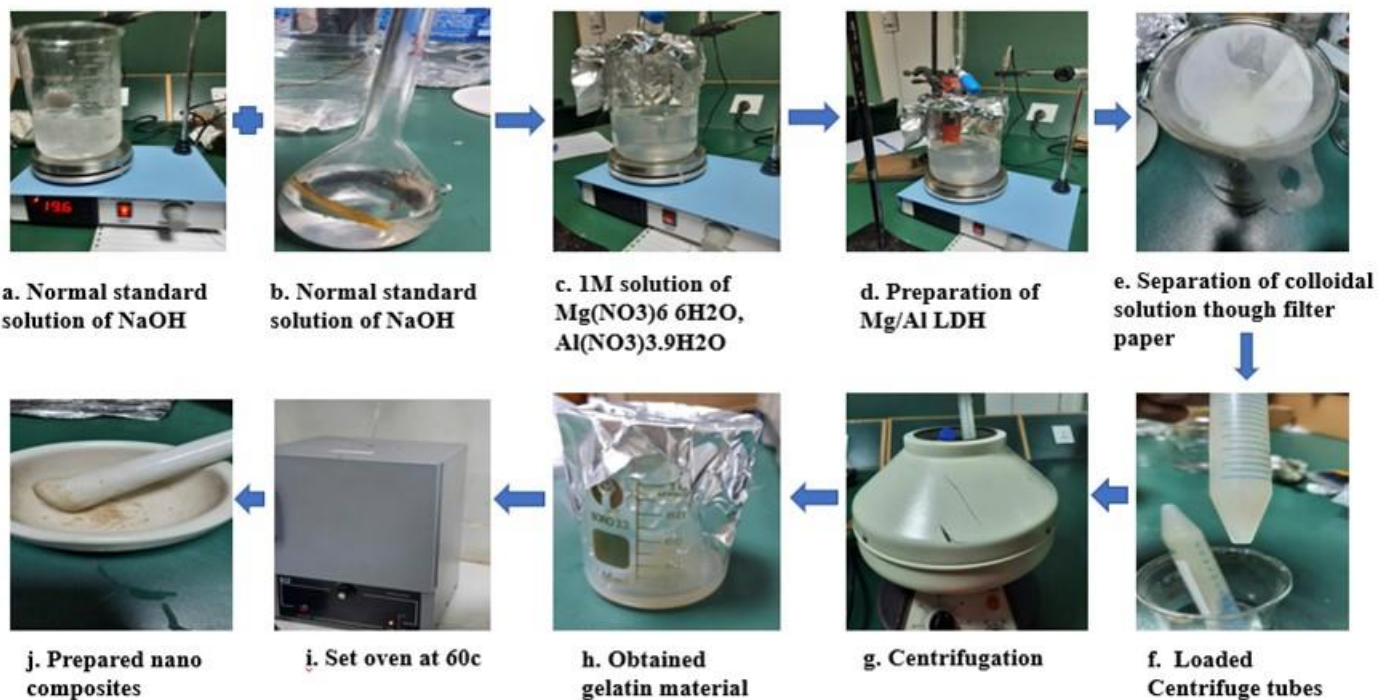 19.6
a. Normal standard
solution of NaOH
b. Normal standard
solution of NaOH
c. 1M solution of
Mg(NO3)6 6H2O,
Al(NO3)3.9H2O
d. Preparation of
Mg/Al LDH
e. Separation of colloidal
solution though filter
paper
f. Loaded
Centrifuge tubes
g. Centrifugation
h. Obtained
gelatin material
i. Set oven at 60c
j. Prepared nano
composites